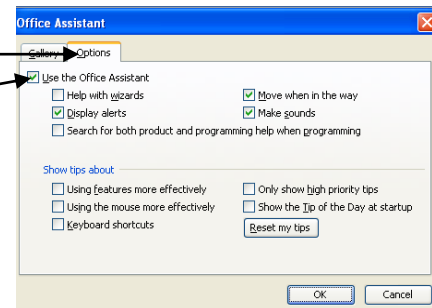 Office Assistant
Gallery Options
Use the Office Assistant
Help with wizards Move when in the way
Display alerts Make sounds
Search for both product and programming help when programming
Show tips about
Using features more effectively Only show high priority tips
Using the mouse more effectively Show the Tip of the Day at startup
Keyboard shortcuts Reset my tips
OK Cancel